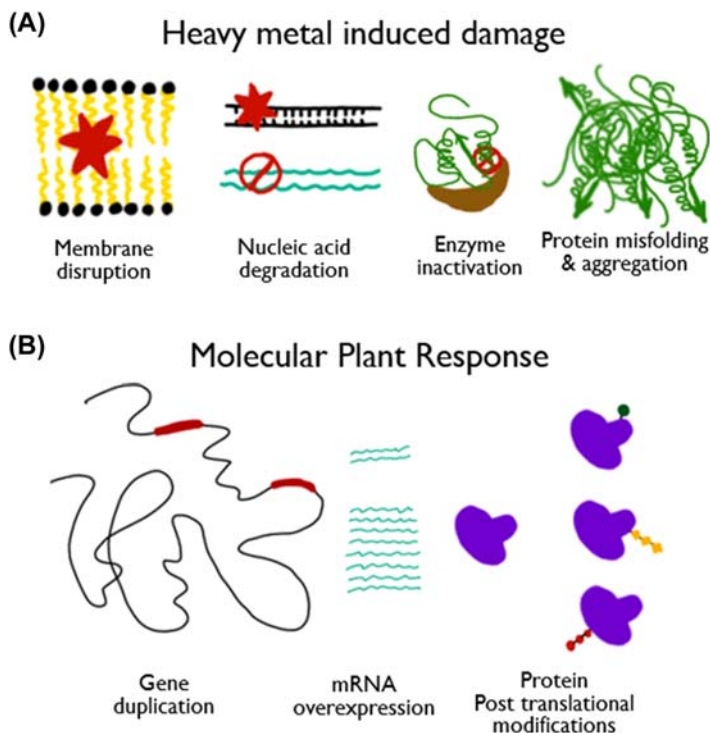 (A)
Heavy metal induced damage
Membrane
disruption
Nucleic acid
degradation
Enzyme
inactivation
Protein misfolding
& aggregation
(B)
Molecular Plant Response
Gene
duplication
mRNA
overexpression
Protein
Post translational
modifications